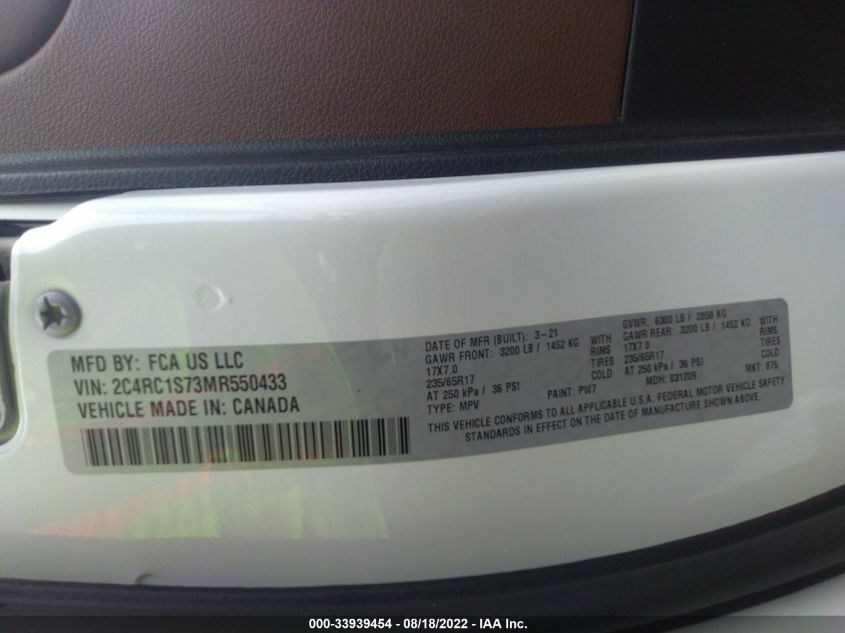 MFD BY: FCA US LLC
VIN: 2C4RC1S73MR550433
VEHICLE MADE IN: CANADA
DATE OF MFR (BUILT): 3-21
GAWR FRONT: 3200 LB / 1452 KG WITH
17X7.0 RIMS
235/65R17 TIRES
AT 250 kPa / 36 PSI COLD
TYPE: MPV PAINT: PW7
GVWR: 6300 LB / 2858 KG
GAWR REAR: 3200 LB / 1452 KG WITH
17X7.0 RIMS
235/65R17 TIRES
AT 250 kPa / 36 PSI COLD
MDH: 031209 MKT: 875
THIS VEHICLE CONFORMS TO ALL APPLICABLE U.S.A. FEDERAL MOTOR VEHICLE SAFETY
STANDARDS IN EFFECT ON THE DATE OF MANUFACTURE SHOWN ABOVE.
000-33939454 - 08/18/2022 - IAA Inc.